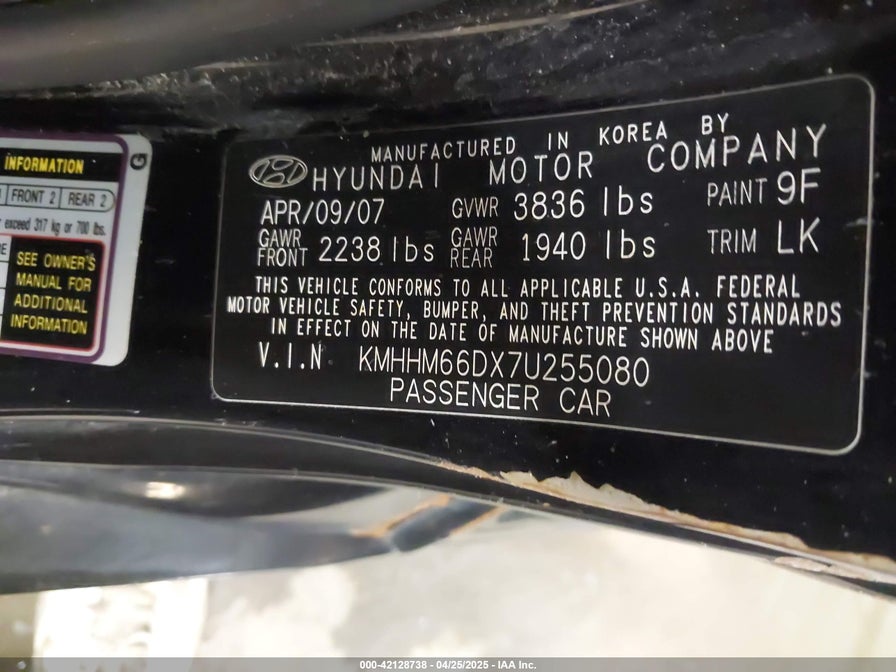 INFORMATION
FRONT 2 REAR 2
exceed 317 kg or 700 lbs.
SEE OWNER'S
MANUAL FOR
ADDITIONAL
INFORMATION
G
MANUFACTURED IN KOREA BY
HYUNDAI MOTOR COMPANY
APR/09/07 GVWR 3836 lbs PAINT 9F
GAWR FRONT 2238 lbs GAWR REAR 1940 lbs TRIM LK
THIS VEHICLE CONFORMS TO ALL APPLICABLE U.S.A. FEDERAL
MOTOR VEHICLE SAFETY, BUMPER, AND THEFT PREVENTION STANDARDS
IN EFFECT ON THE DATE OF MANUFACTURE SHOWN ABOVE
V.I.N KMHHM66DX7U255080
PASSENGER CAR
000-42128738 - 04/25/2025 - IAA Inc.